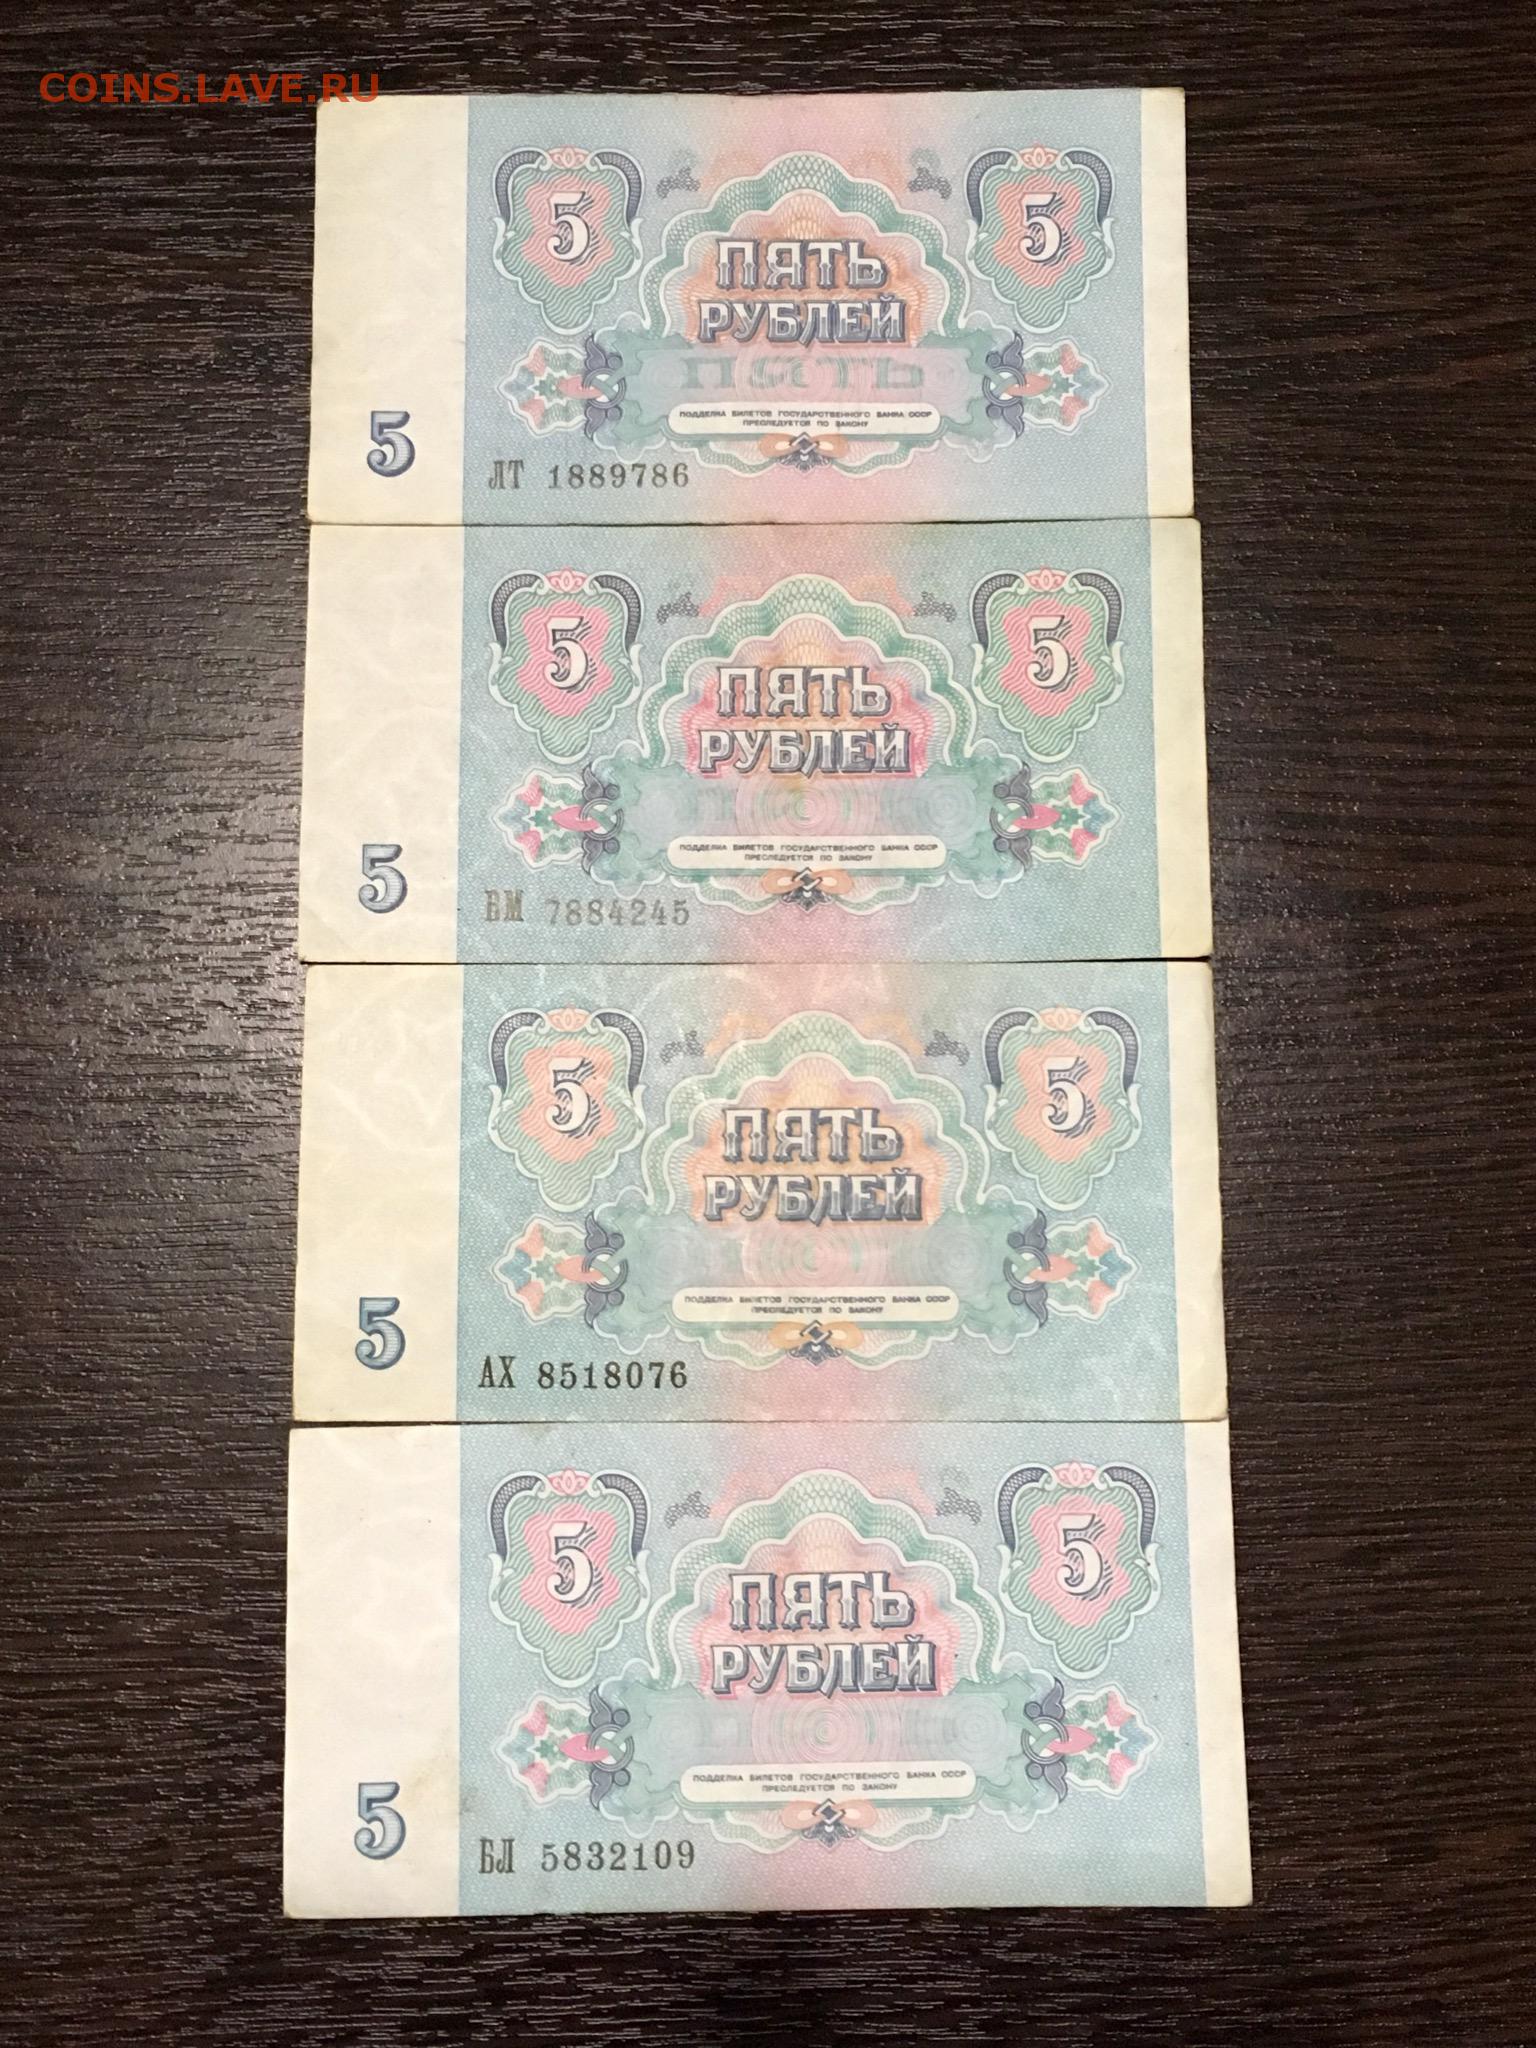 COINS.LAVE.RU
5 5
ПЯТЬ
РУБЛЕЙ
ПЯТЬ
ПОДДЕЛКА БИЛЕТОВ ГОСУДАРСТВЕННОГО БАНКА СССР
ПРЕСЛЕДУЕТСЯ ПО ЗАКОНУ
5
ЛТ 1889786
5 5
ПЯТЬ
РУБЛЕЙ
ПЯТЬ
ПОДДЕЛКА БИЛЕТОВ ГОСУДАРСТВЕННОГО БАНКА СССР
ПРЕСЛЕДУЕТСЯ ПО ЗАКОНУ
5
ВМ 7884245
5 5
ПЯТЬ
РУБЛЕЙ
ПОДДЕЛКА БИЛЕТОВ ГОСУДАРСТВЕННОГО БАНКА СССР
ПРЕСЛЕДУЕТСЯ ПО ЗАКОНУ
5
АХ 8518076
5 5
ПЯТЬ
РУБЛЕЙ
ПОДДЕЛКА БИЛЕТОВ ГОСУДАРСТВЕННОГО БАНКА СССР
ПРЕСЛЕДУЕТСЯ ПО ЗАКОНУ
5
БЛ 5832109